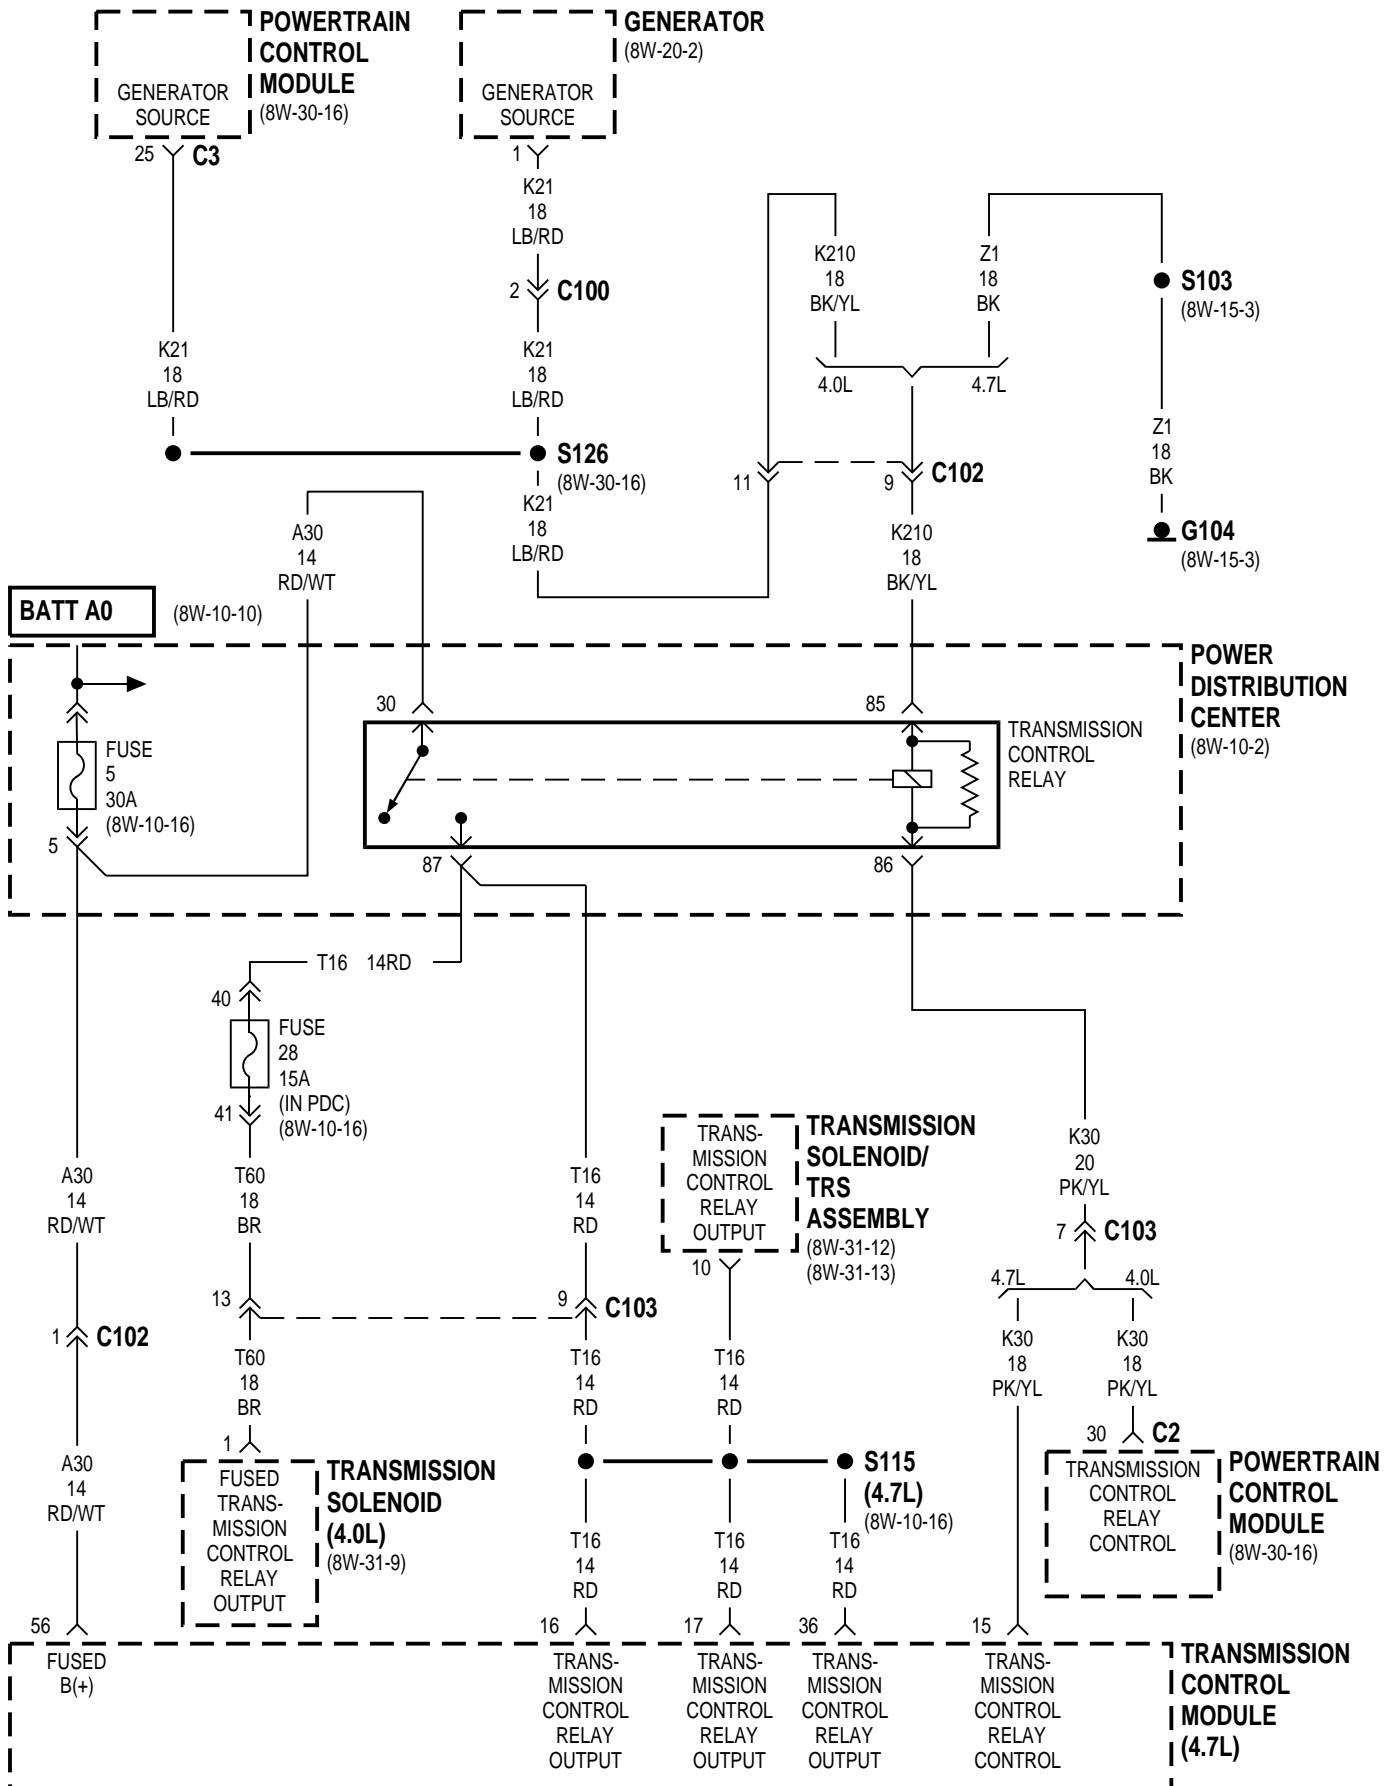 POWERTRAIN
CONTROL
MODULE
(8W-30-16)
GENERATOR
SOURCE
25
C3
GENERATOR
(8W-20-2)
GENERATOR
SOURCE
1
K21
18
LB/RD
2
C100
K21
18
LB/RD
K21
18
LB/RD
S126
(8W-30-16)
K21
18
LB/RD
K210
18
BK/YL
Z1
18
BK
4.0L
4.7L
S103
(8W-15-3)
Z1
18
BK
G104
(8W-15-3)
11
9
C102
K210
18
BK/YL
A30
14
RD/WT
BATT A0
(8W-10-10)
POWER
DISTRIBUTION
CENTER
(8W-10-2)
30
85
TRANSMISSION
CONTROL
RELAY
FUSE
5
30A
(8W-10-16)
5
87
86
T16 14RD
40
FUSE
28
15A
(IN PDC)
(8W-10-16)
41
TRANS-
MISSION
CONTROL
RELAY
OUTPUT
TRANSMISSION
SOLENOID/
TRS
ASSEMBLY
(8W-31-12)
(8W-31-13)
10
K30
20
PK/YL
7
C103
4.7L
4.0L
A30
14
RD/WT
T60
18
BR
T16
14
RD
13
9
C103
1
C102
T60
18
BR
T16
14
RD
T16
14
RD
K30
18
PK/YL
K30
18
PK/YL
30
C2
1
A30
14
RD/WT
FUSED
TRANS-
MISSION
CONTROL
RELAY
OUTPUT
TRANSMISSION
SOLENOID
(4.0L)
(8W-31-9)
S115
(4.7L)
(8W-10-16)
T16
14
RD
T16
14
RD
T16
14
RD
TRANSMISSION
CONTROL
RELAY
CONTROL
POWERTRAIN
CONTROL
MODULE
(8W-30-16)
56
16
17
36
15
FUSED
B(+)
TRANS-
MISSION
CONTROL
RELAY
OUTPUT
TRANS-
MISSION
CONTROL
RELAY
OUTPUT
TRANS-
MISSION
CONTROL
RELAY
OUTPUT
TRANS-
MISSION
CONTROL
RELAY
CONTROL
TRANSMISSION
CONTROL
MODULE
(4.7L)